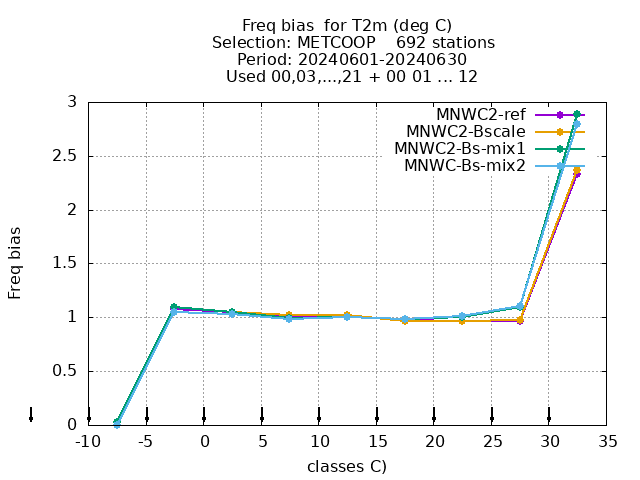 Freq bias  for T2m (deg C)
Selection: METCOOP    692 stations
Period: 20240601-20240630
Used 00,03,...,21 + 00 01 ... 12
MNWC2-ref
MNWC2-Bscale
MNWC2-Bs-mix1
MNWC-Bs-mix2
Freq bias
3
2.5
2
1.5
1
0.5
0
-10 -5 0 5 10 15 20 25 30 35
classes C)